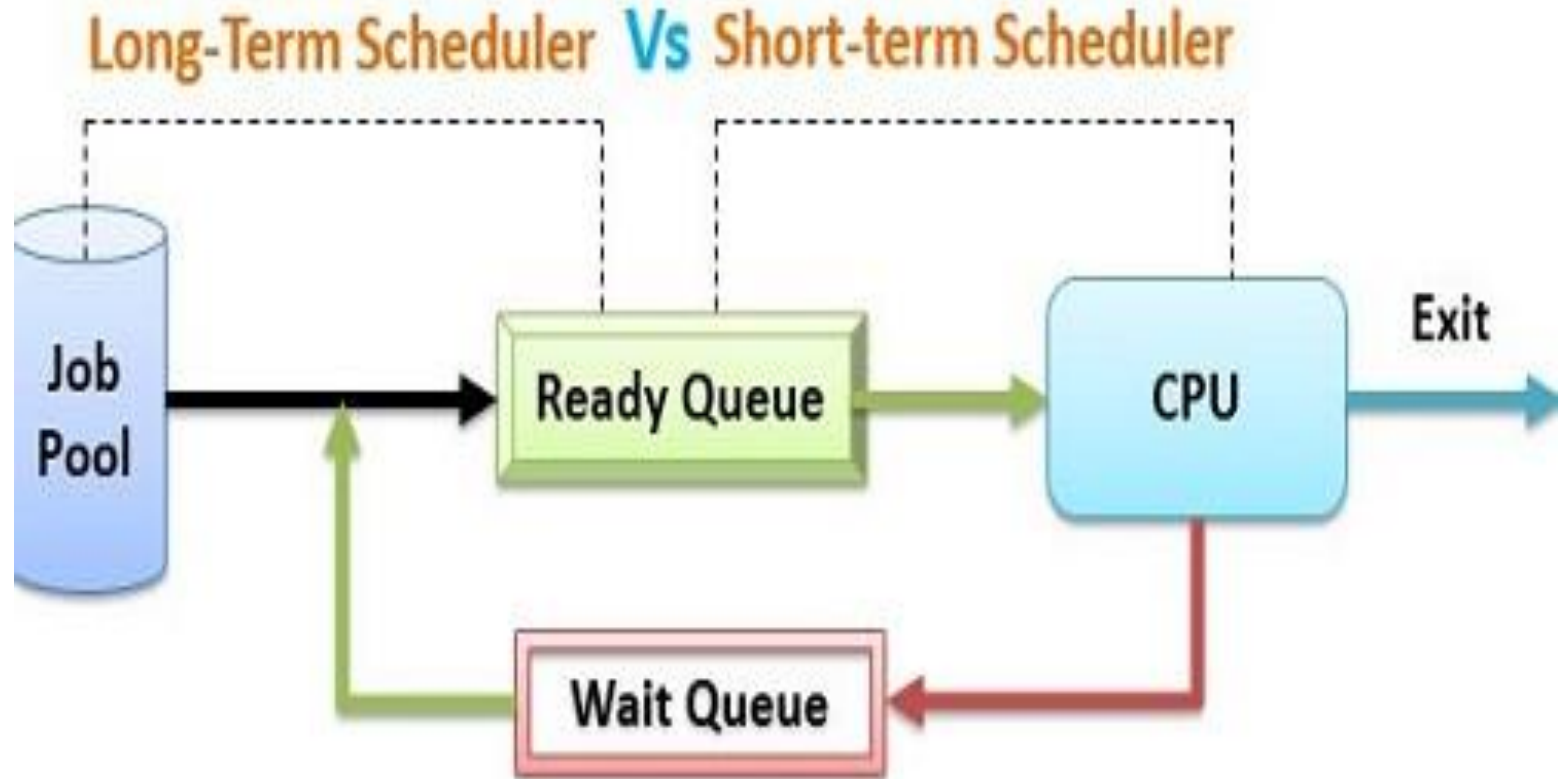 Long-Term Scheduler Vs Short-term Scheduler
Exit
Job
Pool
Ready Queue
CPU
Wait Queue